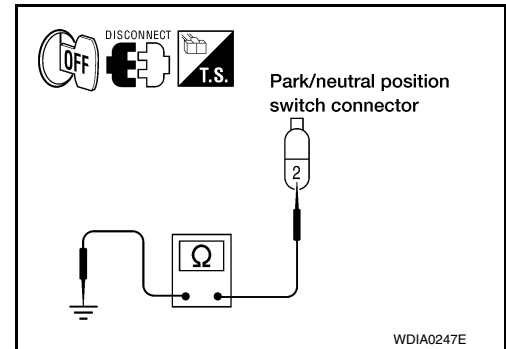 DISCONNECT
OFF
T.S.
Park/neutral position
switch connector
2
Ω
WDIA0247E